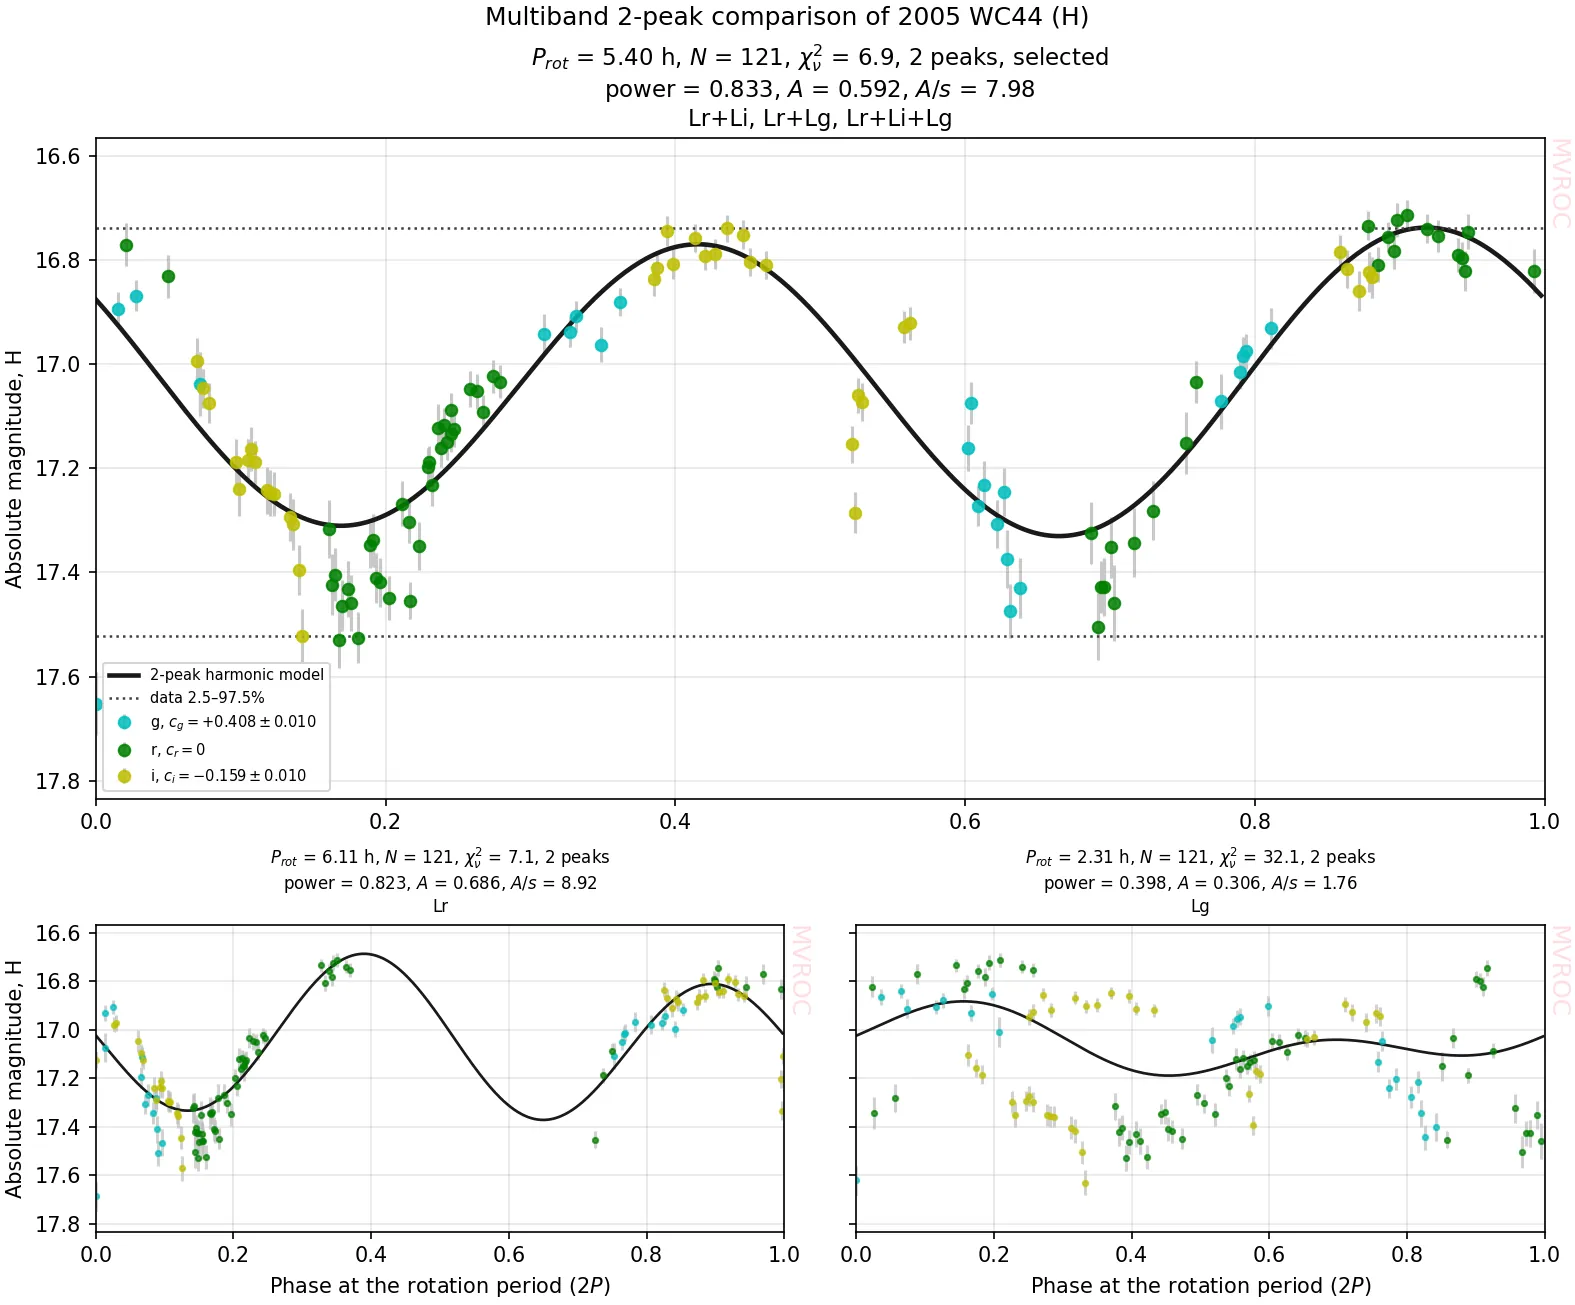 Multiband 2-peak comparison of 2005 WC44 (H)
P_rot = 5.40 h, N = 121, χ²_ν = 6.9, 2 peaks, selected
power = 0.833, A = 0.592, A/s = 7.98
Lr+Li, Lr+Lg, Lr+Li+Lg
MVROC
Absolute magnitude, H
16.6
16.8
17.0
17.2
17.4
17.6
17.8
2-peak harmonic model
data 2.5–97.5%
g, c_g = +0.408 ± 0.010
r, c_r = 0
i, c_i = −0.159 ± 0.010
0.0 0.2 0.4 0.6 0.8 1.0
P_rot = 6.11 h, N = 121, χ²_ν = 7.1, 2 peaks
power = 0.823, A = 0.686, A/s = 8.92
Lr
MVROC
Absolute magnitude, H
16.6
16.8
17.0
17.2
17.4
17.6
17.8
0.0 0.2 0.4 0.6 0.8 1.0
Phase at the rotation period (2P)
P_rot = 2.31 h, N = 121, χ²_ν = 32.1, 2 peaks
power = 0.398, A = 0.306, A/s = 1.76
Lg
MVROC
0.0 0.2 0.4 0.6 0.8 1.0
Phase at the rotation period (2P)